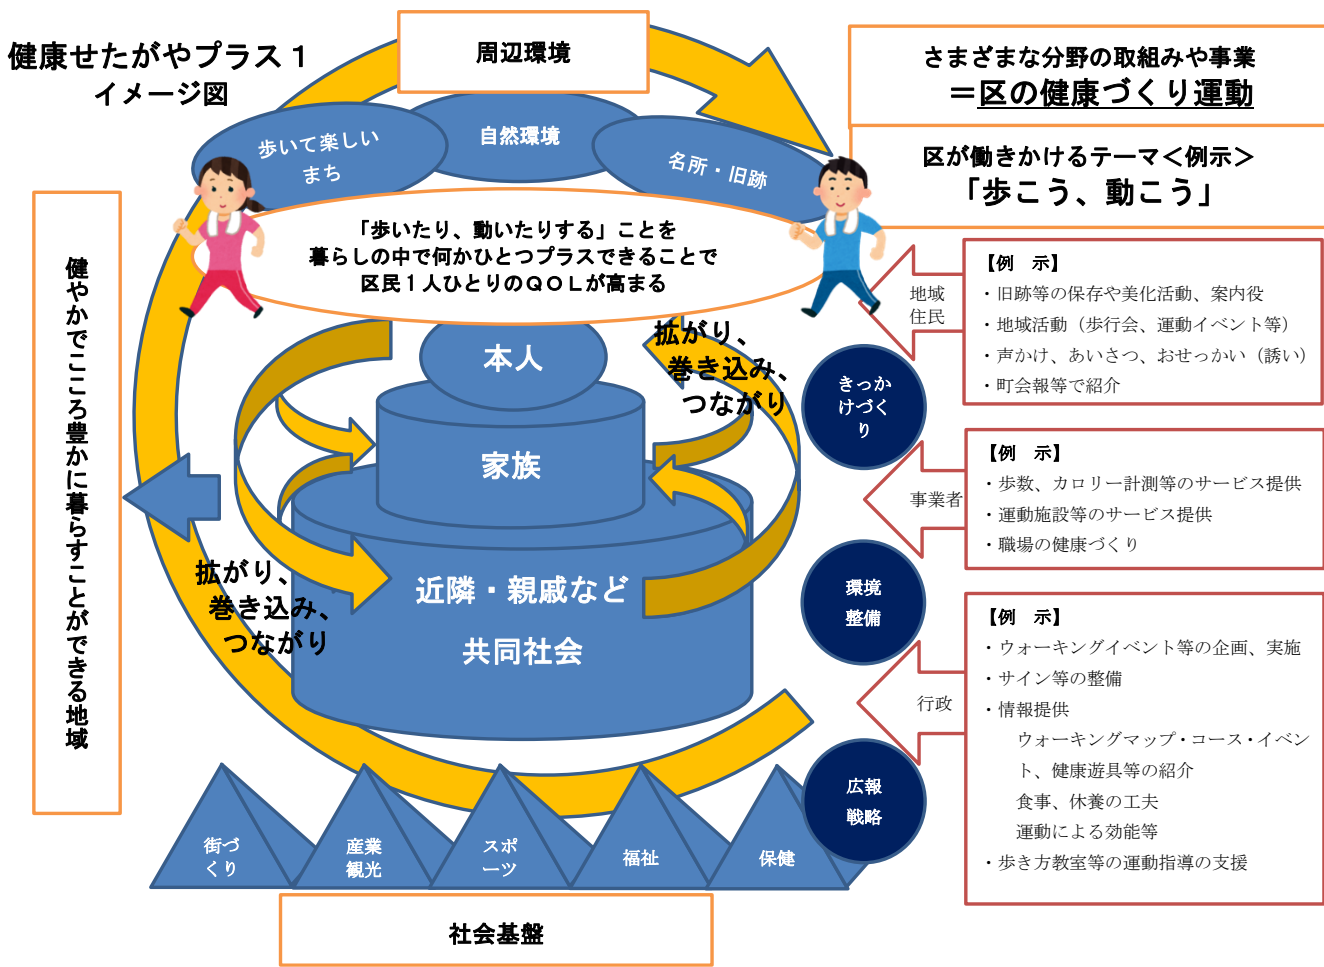 健康せたがやプラス１
イメージ図
周辺環境
さまざまな分野の取組みや事業
＝区の健康づくり運動
区が働きかけるテーマ＜例示＞
「歩こう、動こう」
歩いて楽しい
まち
自然環境
名所・旧跡
「歩いたり、動いたりする」ことを
暮らしの中で何かひとつプラスできることで
区民１人ひとりのＱＯＬが高まる
健やかでこころ豊かに暮らすことができる地域
本人
家族
近隣・親戚など
共同社会
拡がり、
巻き込み、
つながり
拡がり、
巻き込み、
つながり
きっか
けづく
り
環境
整備
広報
戦略
地域
住民
【例　示】
・旧跡等の保存や美化活動、案内役
・地域活動（歩行会、運動イベント等）
・声かけ、あいさつ、おせっかい（誘い）
・町会報等で紹介
事業者
【例　示】
・歩数、カロリー計測等のサービス提供
・運動施設等のサービス提供
・職場の健康づくり
行政
【例　示】
・ウォーキングイベント等の企画、実施
・サイン等の整備
・情報提供
ウォーキングマップ・コース・イベン
ト、健康遊具等の紹介
食事、休養の工夫
運動による効能等
・歩き方教室等の運動指導の支援
街づ
くり
産業
観光
スポ
ーツ
福祉
保健
社会基盤